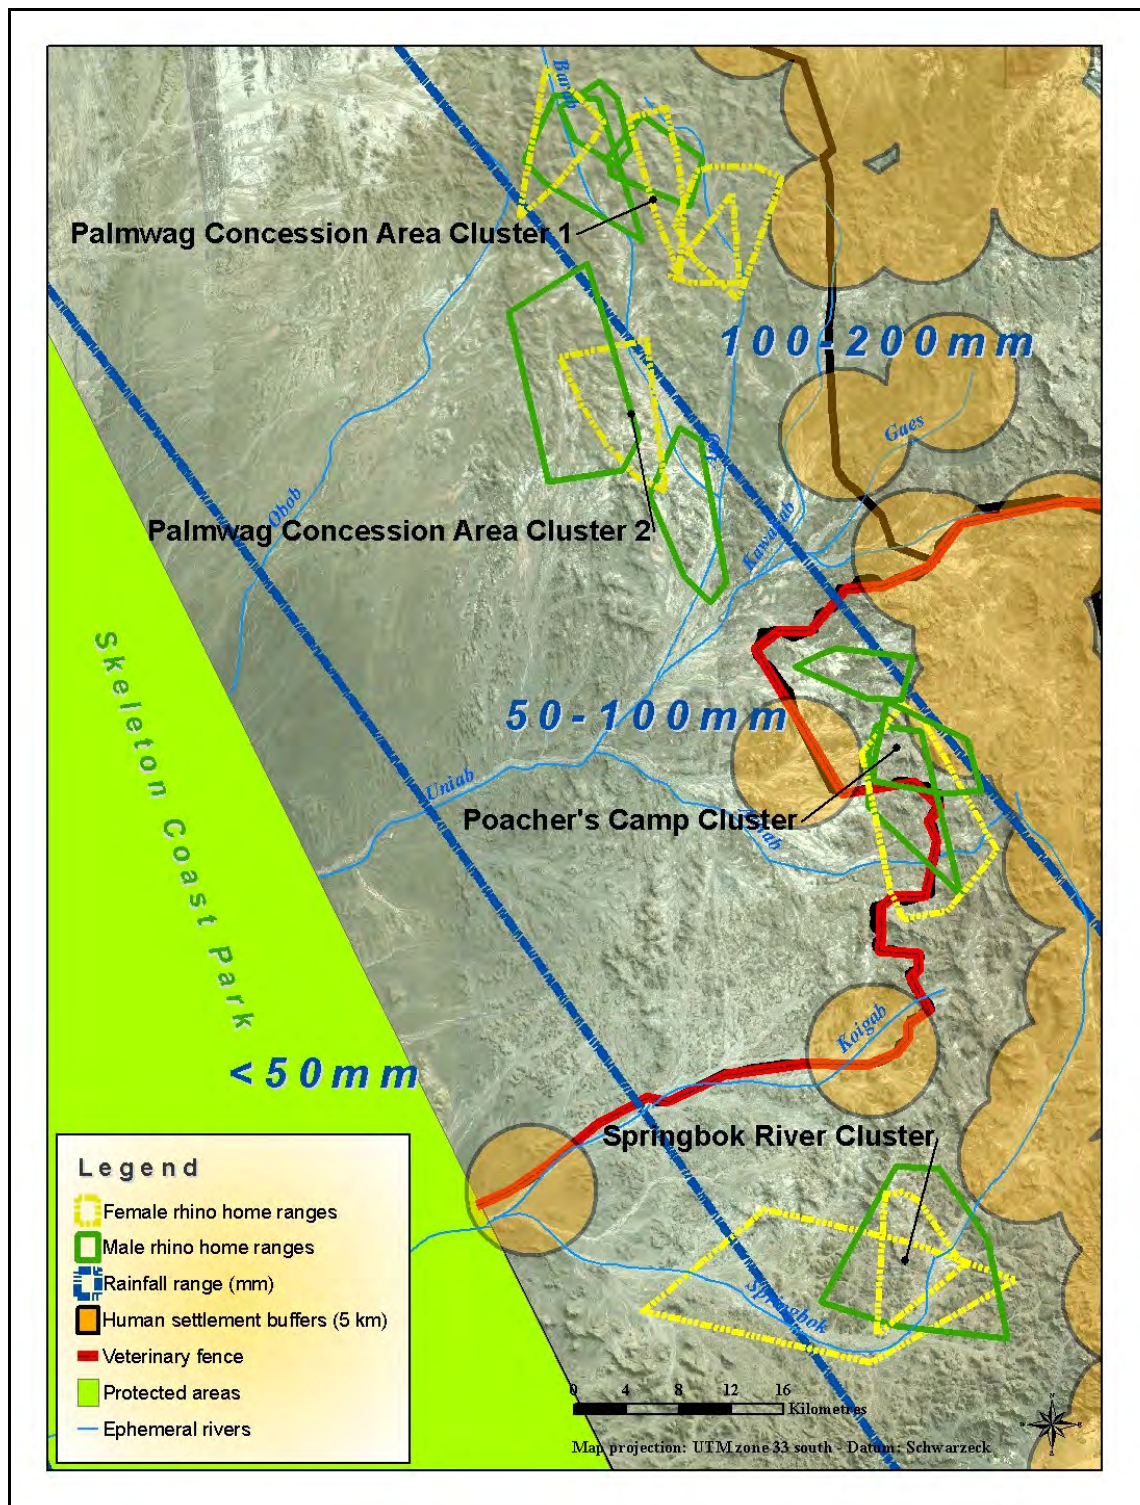 Barab
Palmwag Concession Area Cluster 1
100-200mm
Gaes
Obob
Palmwag Concession Area Cluster 2
Skeleton Coast Park
50-100mm
Uniab
Poacher's Camp Cluster
Koigab
<50mm
Springbok River Cluster
Springbok
Legend
Female rhino home ranges
Male rhino home ranges
Rainfall range (mm)
Human settlement buffers (5 km)
Veterinary fence
Protected areas
Ephemeral rivers
0 4 8 12 16
Kilometres
N
Map projection: UTM zone 33 south - Datum: Schwarzeck